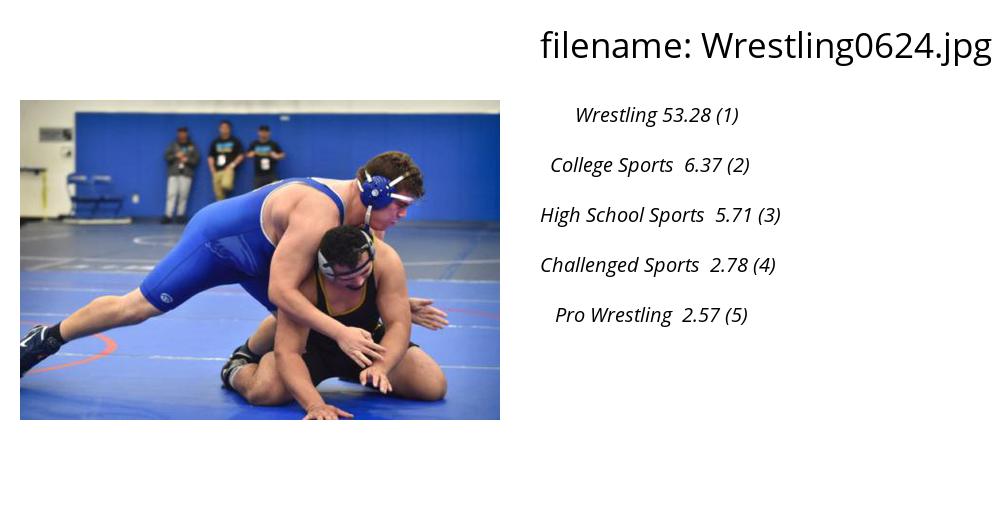 filename: Wrestling0624.jpg
Wrestling 53.28 (1)
College Sports 6.37 (2)
High School Sports 5.71 (3)
Challenged Sports 2.78 (4)
Pro Wrestling 2.57 (5)